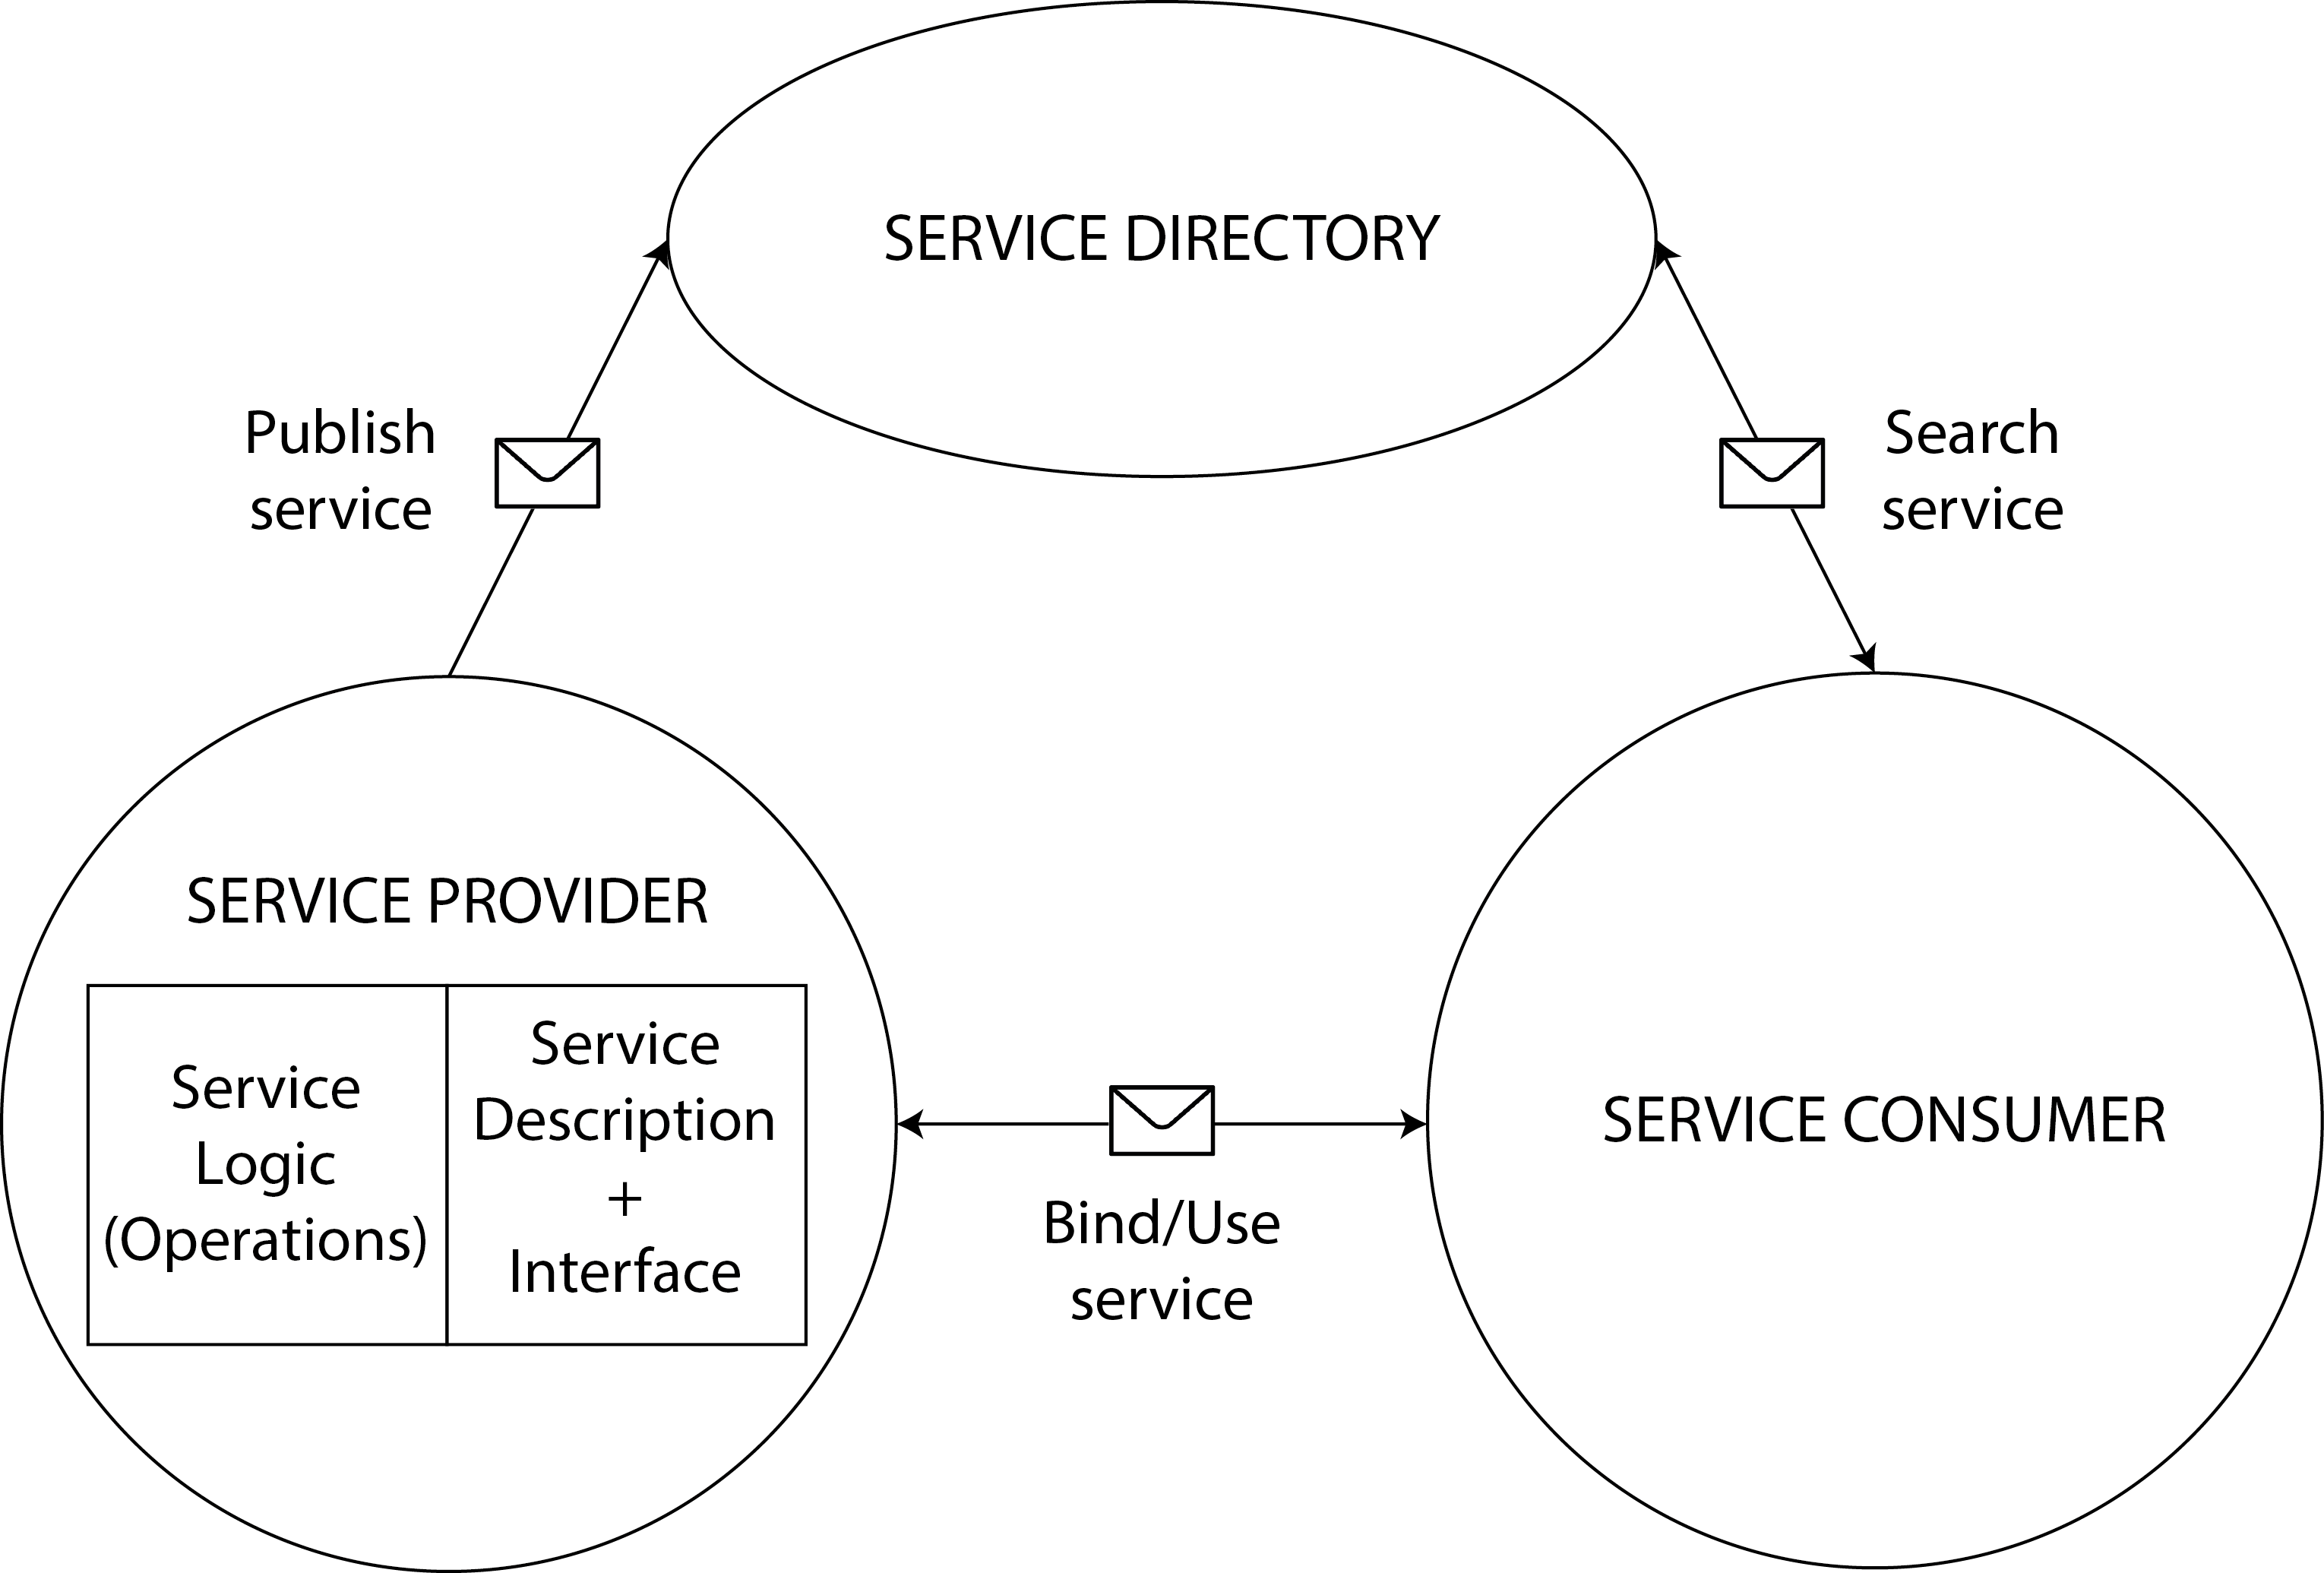 SERVICE DIRECTORY
Publish
service
Search
service
SERVICE PROVIDER
Service
Logic
(Operations)
Service
Description
+
Interface
Bind/Use
service
SERVICE CONSUMER